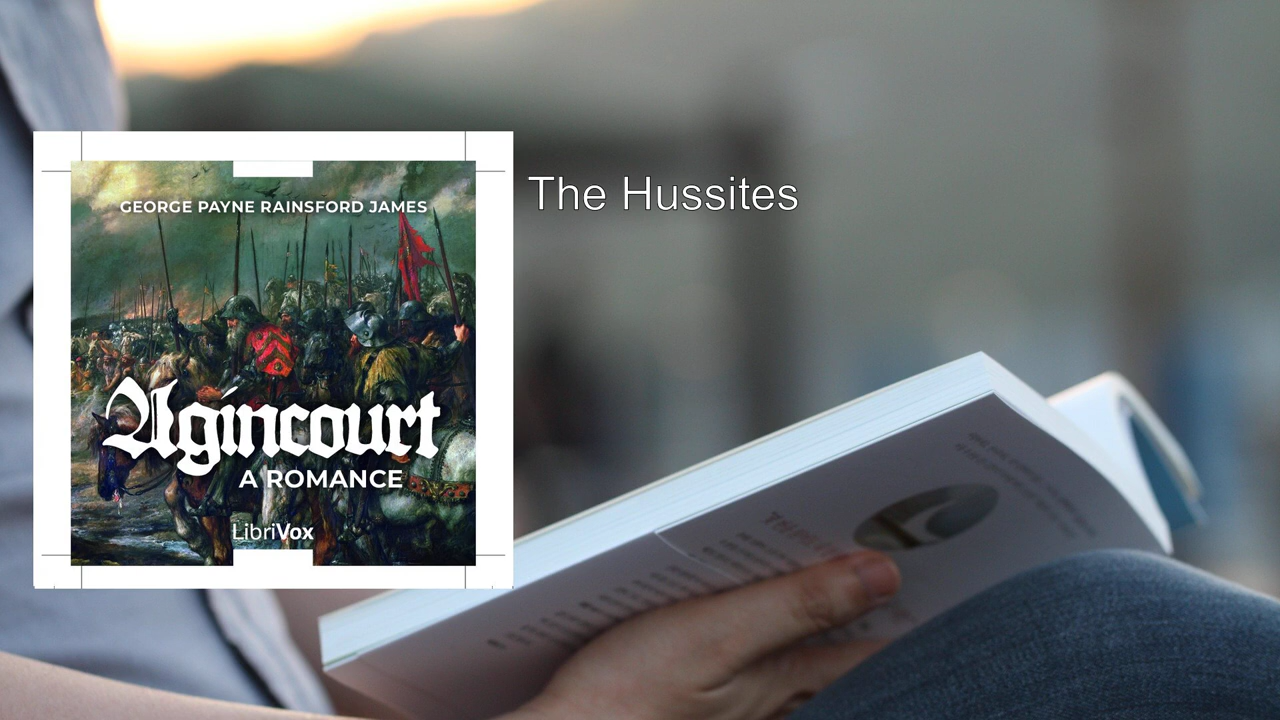 GEORGE PAYNE RAINSFORD JAMES
The Hussites
Agincourt
A ROMANCE
LibriVox